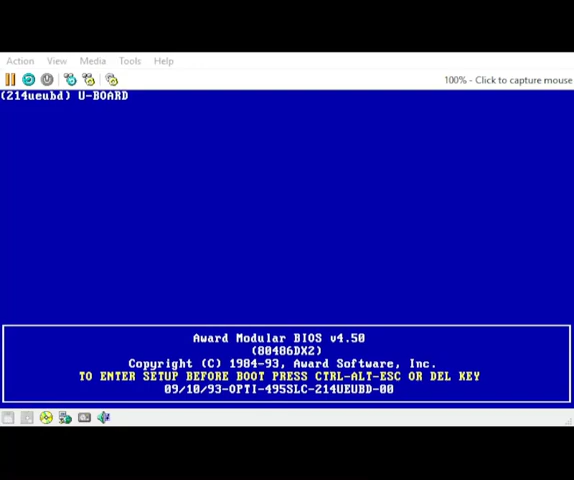 Action View Media Tools Help
100% - Click to capture mouse
(214ueubd) U-BOARD
Award Modular BIOS v4.50
(80486DX2)
Copyright (C) 1984-93, Award Software, Inc.
TO ENTER SETUP BEFORE BOOT PRESS CTRL-ALT-ESC OR DEL KEY
09/10/93-OPTI-495SLC-214UEUBD-00